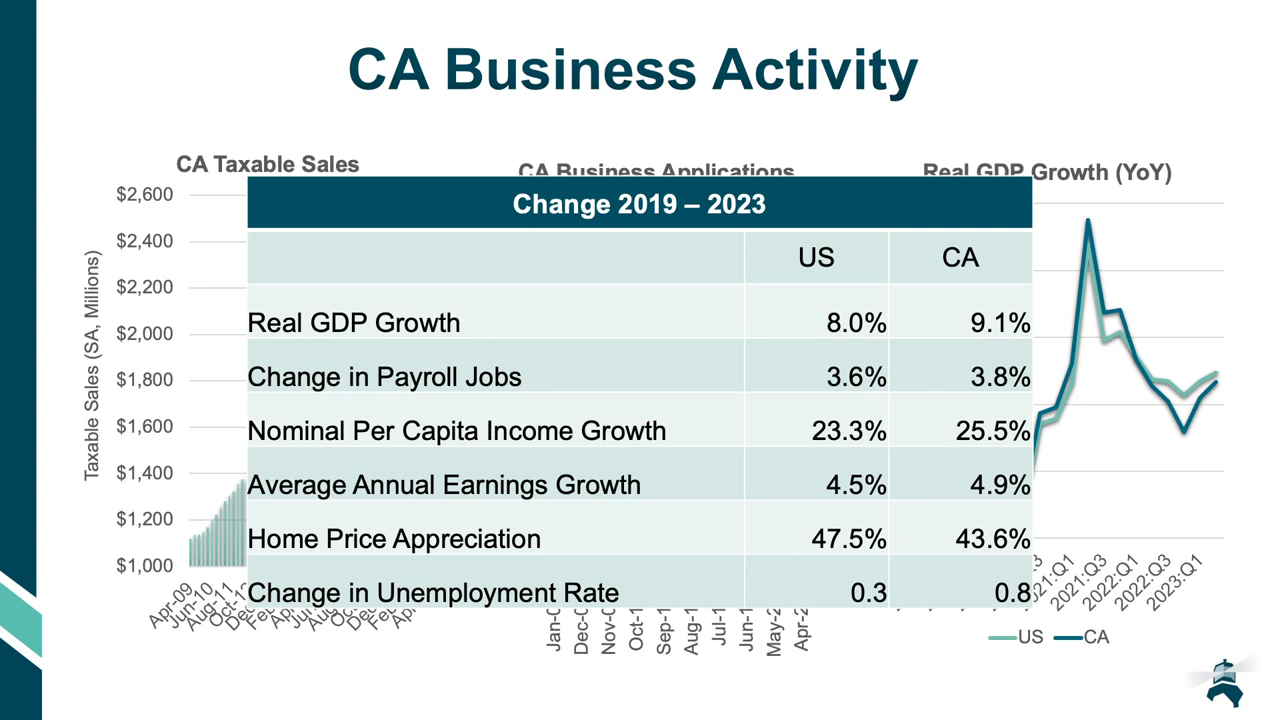 CA Business Activity
CA Taxable Sales
CA Business Applications
Real GDP Growth (YoY)
Change 2019 – 2023
US CA
Real GDP Growth 8.0% 9.1%
Change in Payroll Jobs 3.6% 3.8%
Nominal Per Capita Income Growth 23.3% 25.5%
Average Annual Earnings Growth 4.5% 4.9%
Home Price Appreciation 47.5% 43.6%
Change in Unemployment Rate 0.3 0.8
Taxable Sales (SA, Millions)
$2,600
$2,400
$2,200
$2,000
$1,800
$1,600
$1,400
$1,200
$1,000
Apr-09
Jun-10
Aug-11
2021:Q1
2021:Q3
2022:Q1
2022:Q3
2023:Q1
US CA